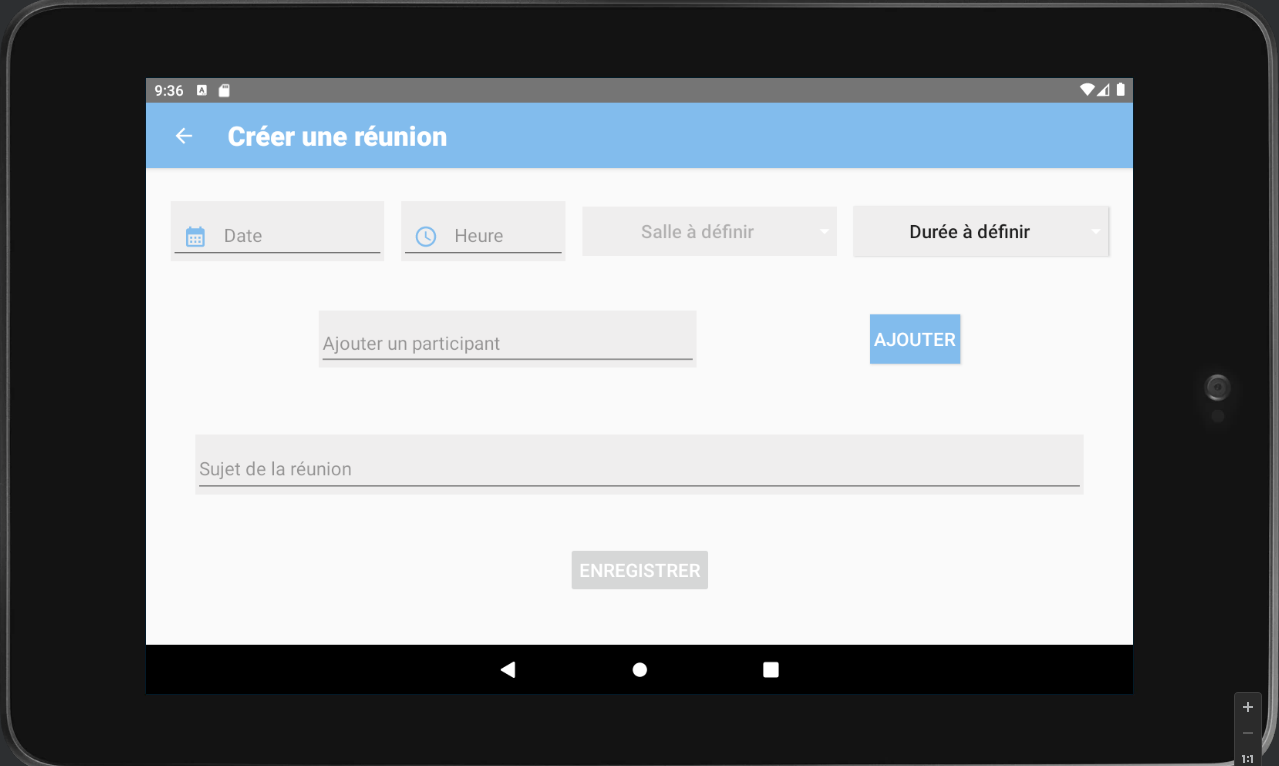 9:36
Créer une réunion
Date
Heure
Salle à définir
Durée à définir
Ajouter un participant
AJOUTER
Sujet de la réunion
ENREGISTRER
1:1